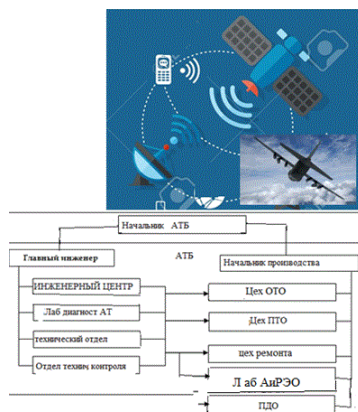 Начальник АТБ
Главный инженер
АТБ
Начальник производства
ИНЖЕНЕРНЫЙ ЦЕНТР
Лаб диагност АТ
технический отдел
Отдел технич контроля
Цех ОТО
Цех ПТО
цех ремонта
Л аб АиРЭО
ПДО